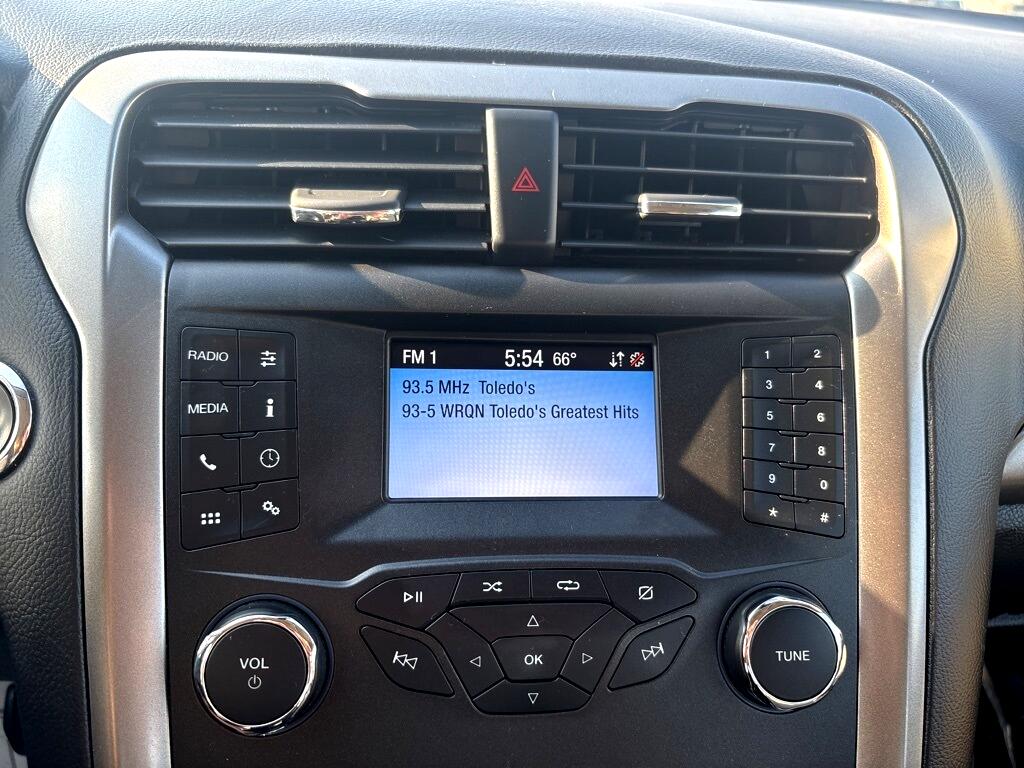 FM 1 5:54 66°
93.5 MHz Toledo's
93-5 WRQN Toledo's Greatest Hits
RADIO
MEDIA
i
1 2
3 4
5 6
7 8
9 0
* #
VOL
OK
TUNE